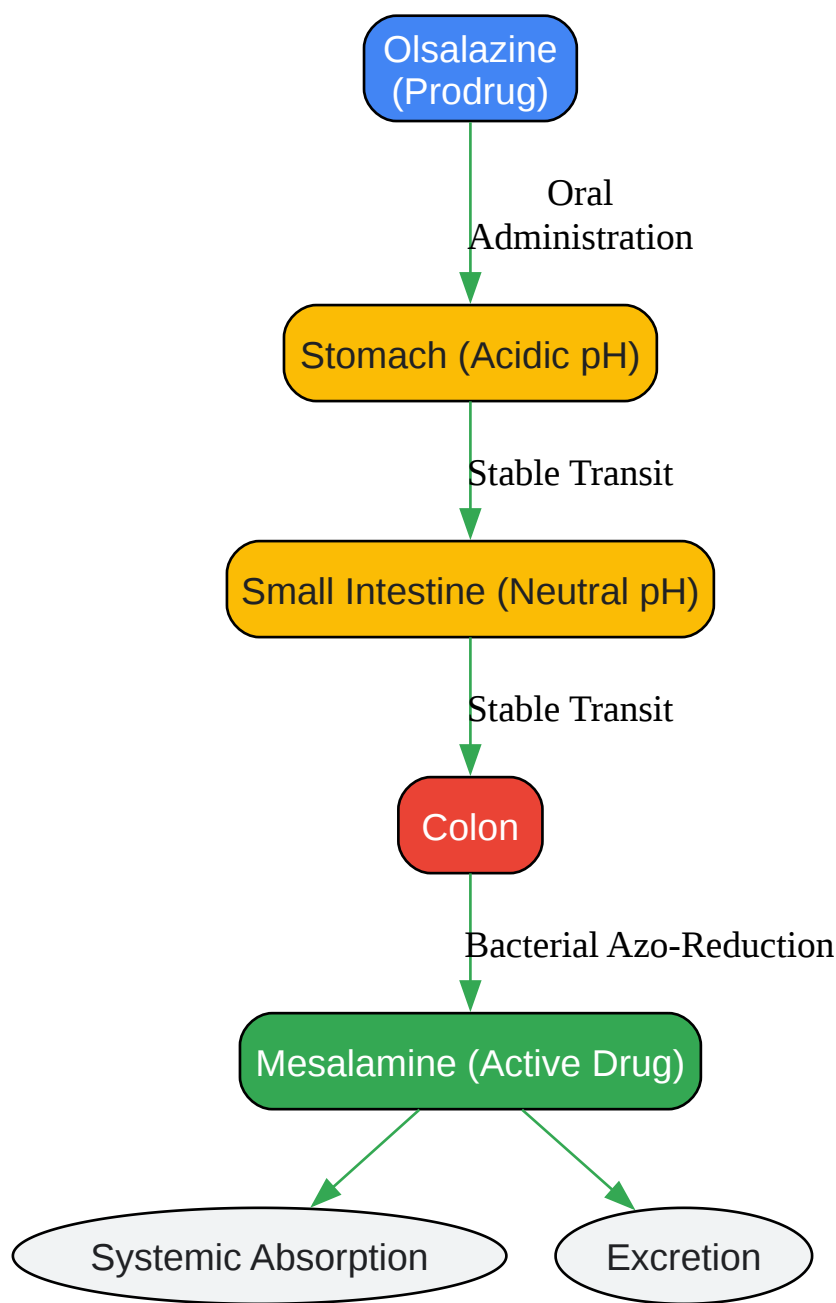 Olsalazine
(Prodrug)
Oral
Administration
Stomach (Acidic pH)
Stable Transit
Small Intestine (Neutral pH)
Stable Transit
Colon
Bacterial Azo-Reduction
Mesalamine (Active Drug)
Systemic Absorption
Excretion